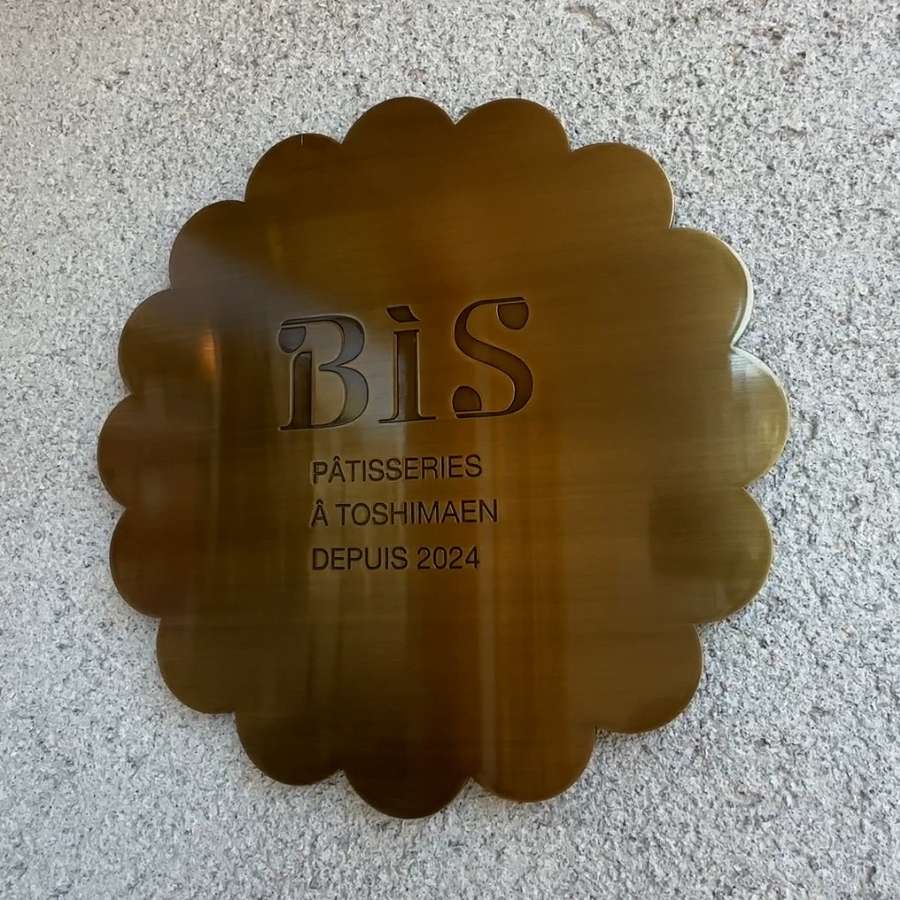 BiS
PÂTISSERIES
Â TOSHIMAEN
DEPUIS 2024